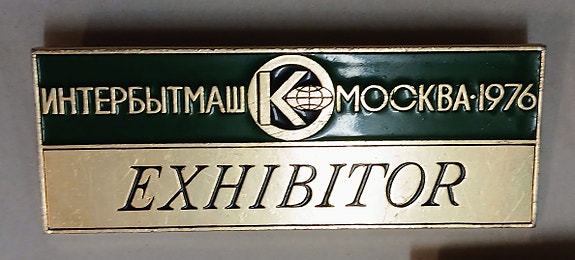 ИНТЕРБЫТМАШ К МОСКВА·1976
EXHIBITOR